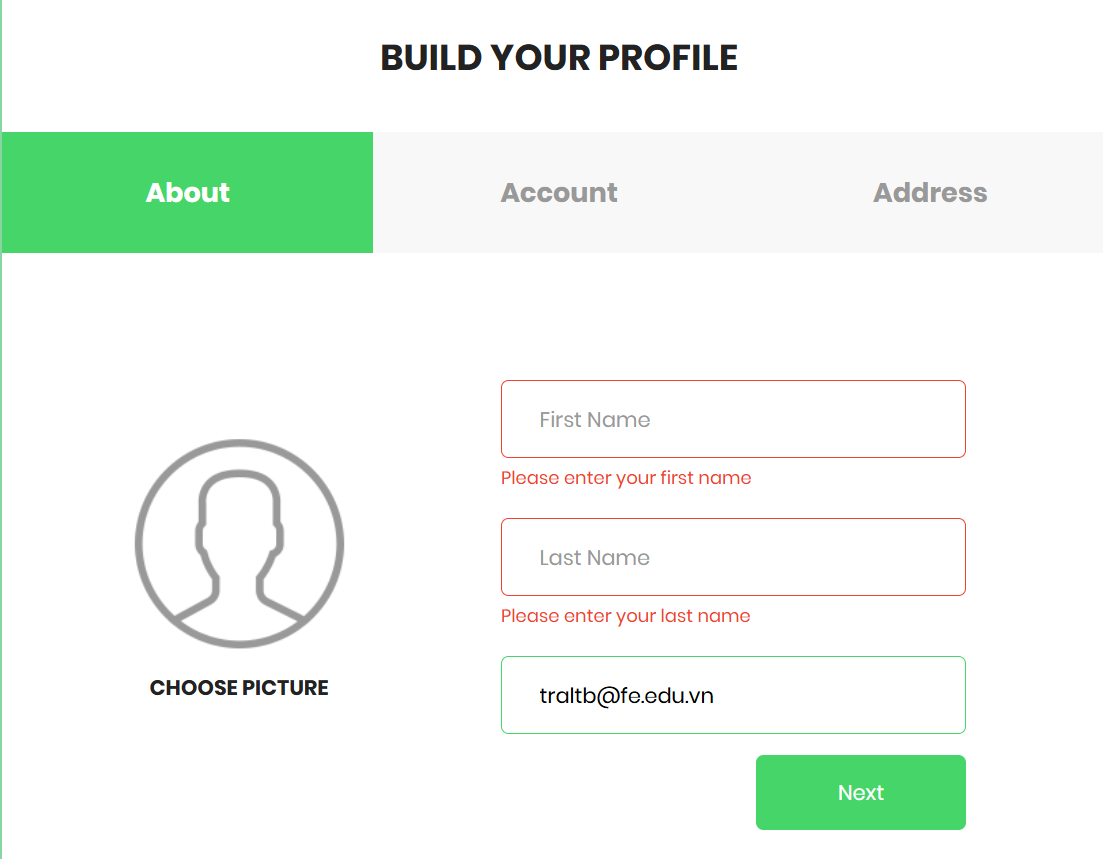 BUILD YOUR PROFILE
About
Account
Address
First Name
Please enter your first name
Last Name
Please enter your last name
traltb@fe.edu.vn
CHOOSE PICTURE
Next